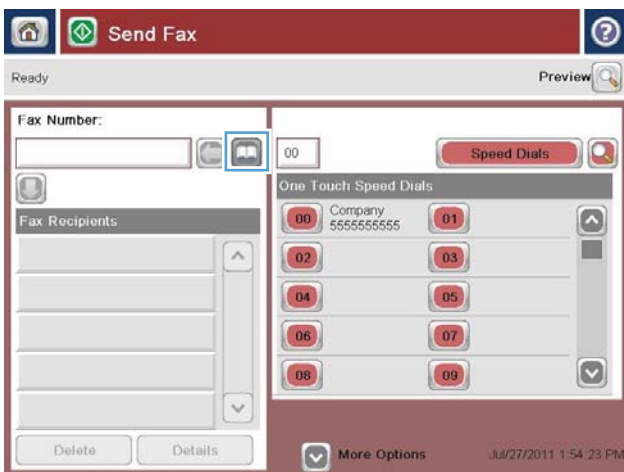 Send Fax
Ready
Preview
Fax Number:
00
Speed Dials
One Touch Speed Dials
Fax Recipients
00 Company 5555555555 01
02 03
04 05
06 07
08 09
Delete Details
More Options
Jul/27/2011 1:54:23 PM